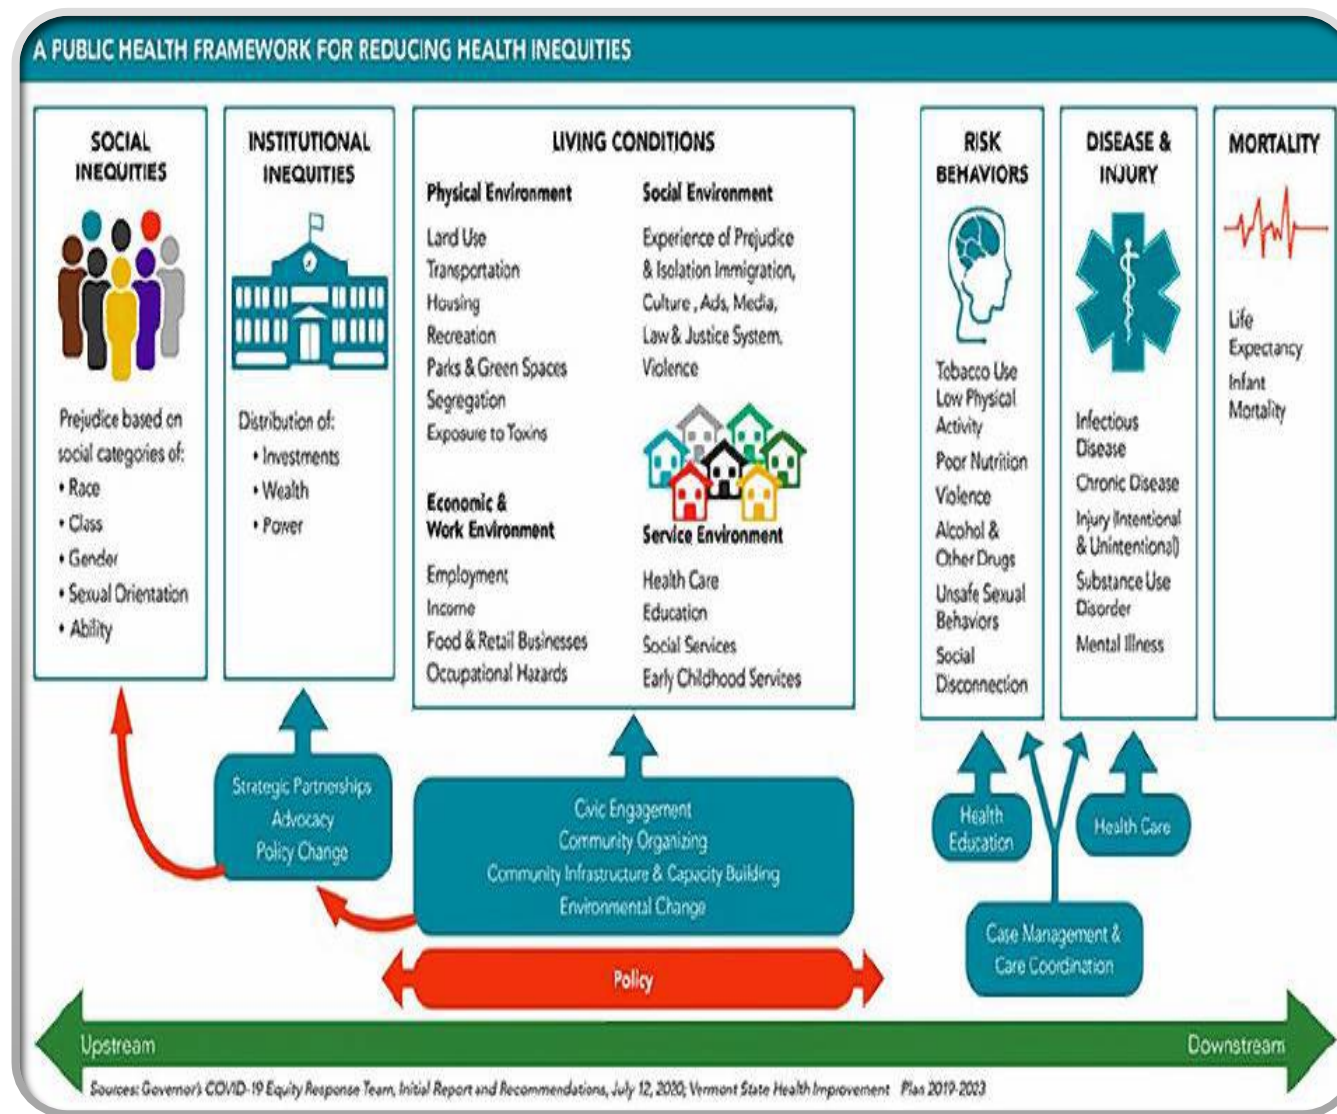 A PUBLIC HEALTH FRAMEWORK FOR REDUCING HEALTH INEQUITIES
SOCIAL
INEQUITIES
Prejudice based on
social categories of:
• Race
• Class
• Gender
• Sexual Orientation
• Ability
INSTITUTIONAL
INEQUITIES
Distribution of:
• Investments
• Wealth
• Power
LIVING CONDITIONS
Physical Environment
Land Use
Transportation
Housing
Recreation
Parks & Green Spaces
Segregation
Exposure to Toxins
Economic &
Work Environment
Employment
Income
Food & Retail Businesses
Occupational Hazards
Social Environment
Experience of Prejudice
& Isolation Immigration,
Culture , Ads, Media,
Law & Justice System,
Violence
Service Environment
Health Care
Education
Social Services
Early Childhood Services
RISK
BEHAVIORS
Tobacco Use
Low Physical
Activity
Poor Nutrition
Violence
Alcohol &
Other Drugs
Unsafe Sexual
Behaviors
Social
Disconnection
DISEASE &
INJURY
Infectious
Disease
Chronic Disease
Injury (Intentional
& Unintentional)
Substance Use
Disorder
Mental Illness
MORTALITY
Life
Expectancy
Infant
Mortality
Strategic Partnerships
Advocacy
Policy Change
Civic Engagement
Community Organizing
Community Infrastructure & Capacity Building
Environmental Change
Health
Education
Health Care
Case Management &
Care Coordination
Policy
Upstream
Downstream
Sources: Governor's COVID-19 Equity Response Team, Initial Report and Recommendations, July 12, 2020; Vermont State Health Improvement Plan 2019-2023